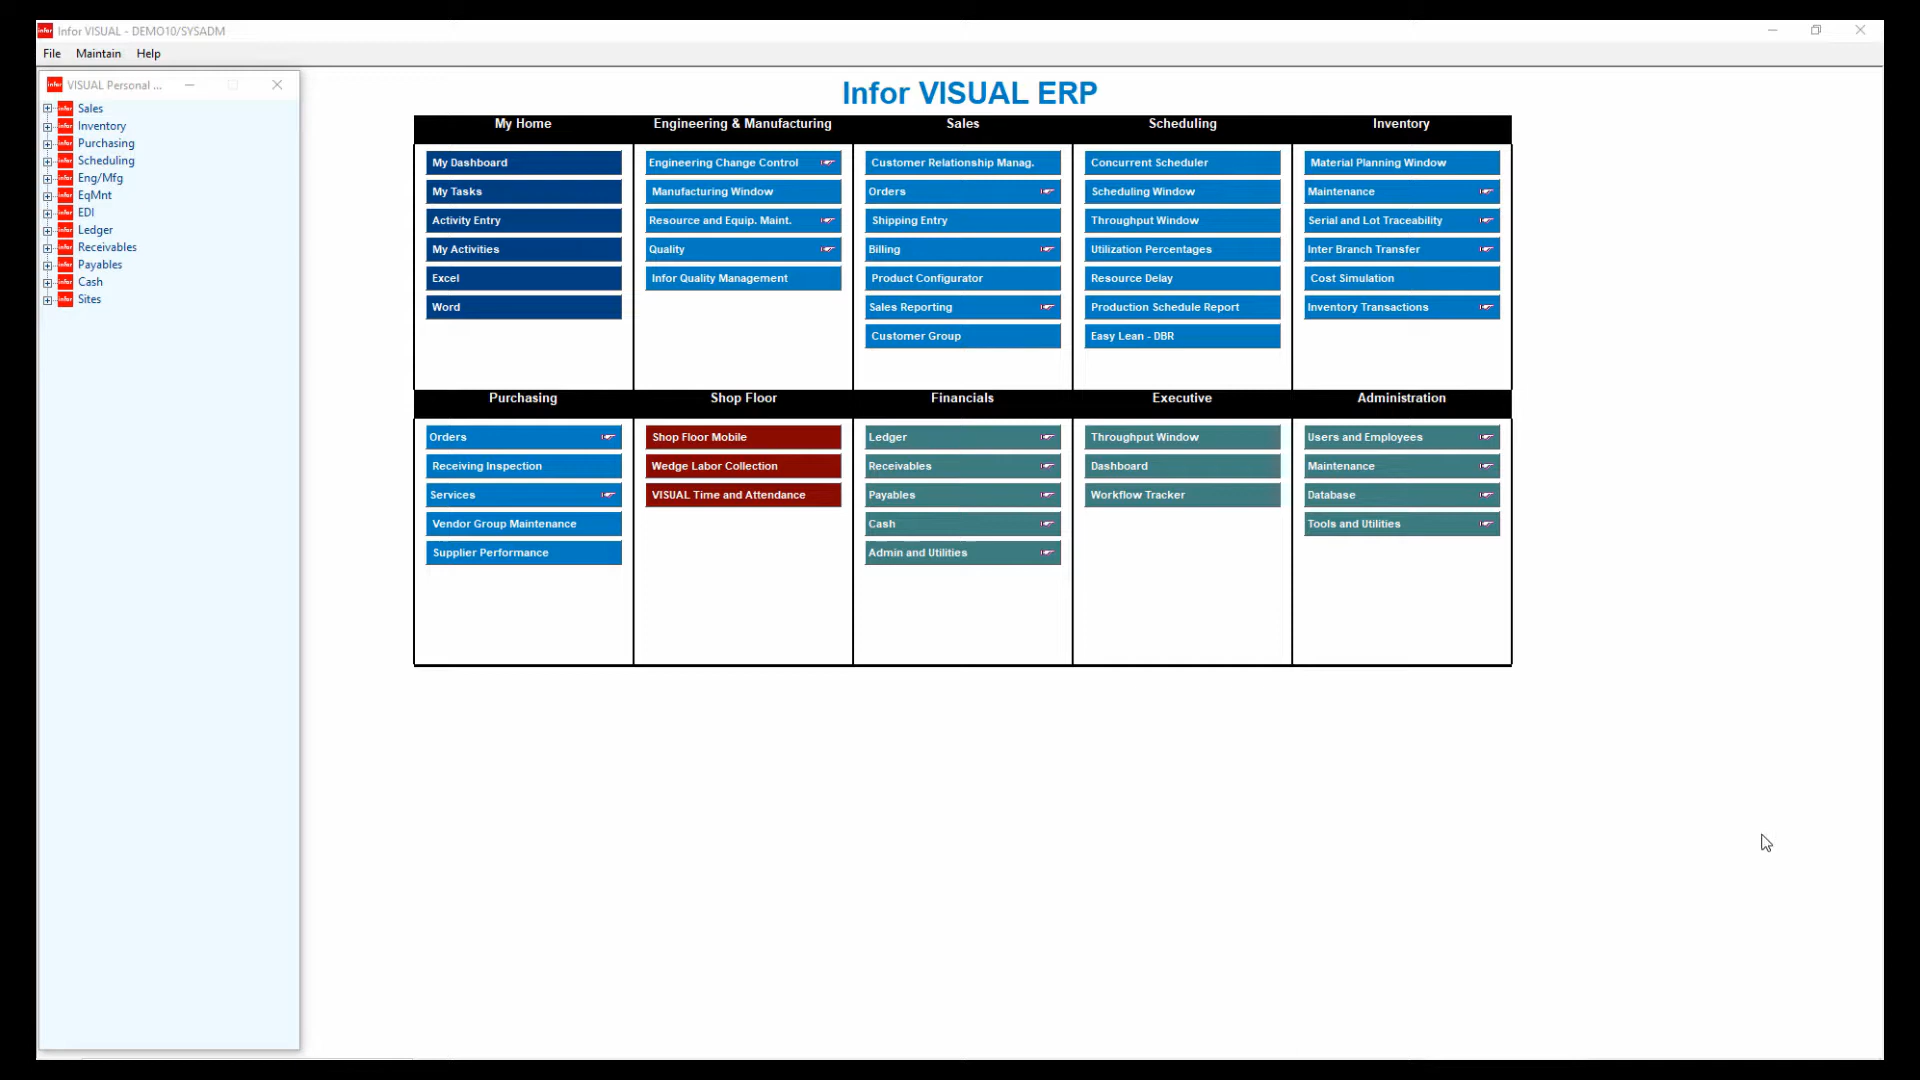 Infor VISUAL - DEMO10/SYSADM
File Maintain Help
infor VISUAL Personal ...
Sales
Inventory
Purchasing
Scheduling
Eng/Mfg
EqMnt
EDI
Ledger
Receivables
Payables
Cash
Sites
Infor VISUAL ERP
My Home
My Dashboard
My Tasks
Activity Entry
My Activities
Excel
Word
Engineering & Manufacturing
Engineering Change Control
Manufacturing Window
Resource and Equip. Maint.
Quality
Infor Quality Management
Sales
Customer Relationship Manag.
Orders
Shipping Entry
Billing
Product Configurator
Sales Reporting
Customer Group
Scheduling
Concurrent Scheduler
Scheduling Window
Throughput Window
Utilization Percentages
Resource Delay
Production Schedule Report
Easy Lean - DBR
Inventory
Material Planning Window
Maintenance
Serial and Lot Traceability
Inter Branch Transfer
Cost Simulation
Inventory Transactions
Purchasing
Orders
Receiving Inspection
Services
Vendor Group Maintenance
Supplier Performance
Shop Floor
Shop Floor Mobile
Wedge Labor Collection
VISUAL Time and Attendance
Financials
Ledger
Receivables
Payables
Cash
Admin and Utilities
Executive
Throughput Window
Dashboard
Workflow Tracker
Administration
Users and Employees
Maintenance
Database
Tools and Utilities